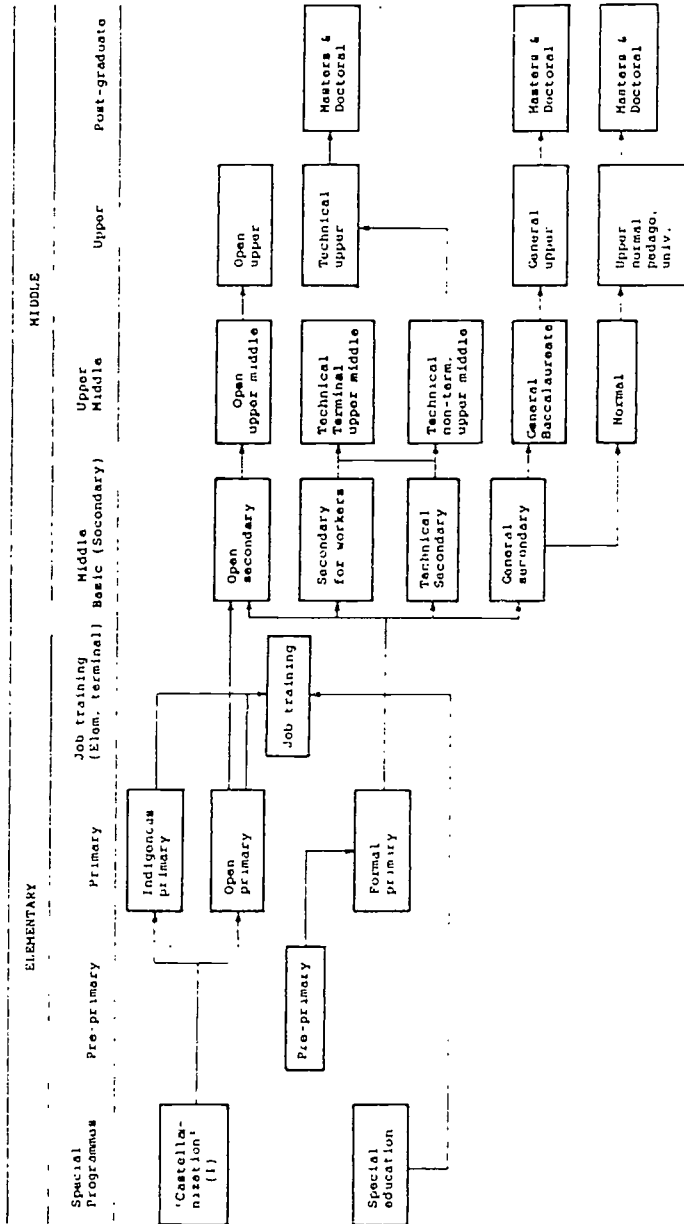 ELEMENTARY
MIDDLE
Special
Programmes
Pre-primary
Primary
Job training
(Elem. terminal)
Middle
Basic (Socondary)
Upper
Middle
Upper
Post-graduate
'Castella-
nization'
(1)
Indigenous
primary
Open
primary
Pre-primary
Formal
primary
Special
education
Job training
Open
secondary
Secondary
for workers
Technical
Secondary
General
Open
upper middle
Technical
Terminal
upper middle
Technical
non-term.
upper middle
General
Baccalaureate
Normal
Open
upper
Technical
upper
General
upper
Upper
normal
pedago.
univ.
Masters &
Doctoral
Masters &
Doctoral
Masters &
Doctoral